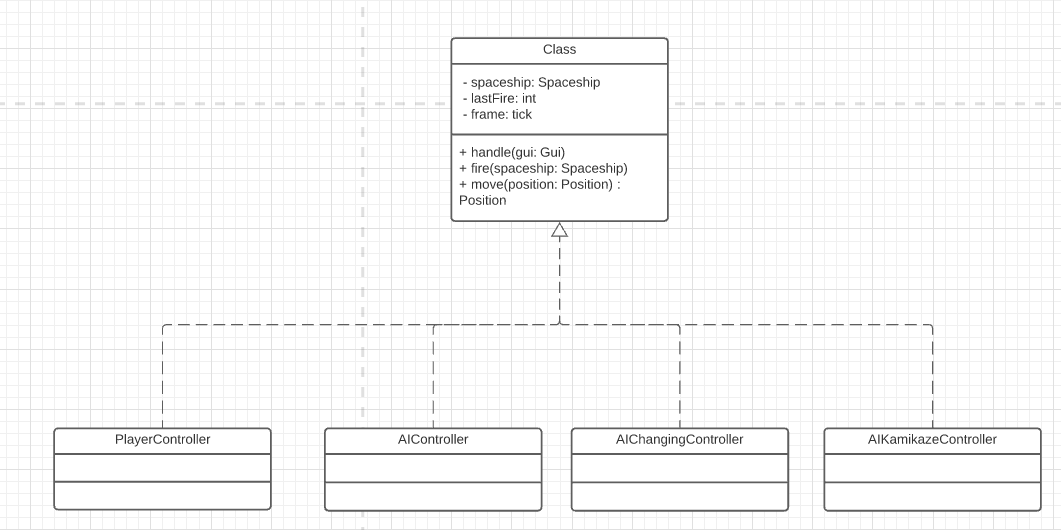 Class
- spaceship: Spaceship
- lastFire: int
- frame: tick
+ handle(gui: Gui)
+ fire(spaceship: Spaceship)
+ move(position: Position) :
Position
PlayerController
AIController
AIChangingController
AIKamikazeController